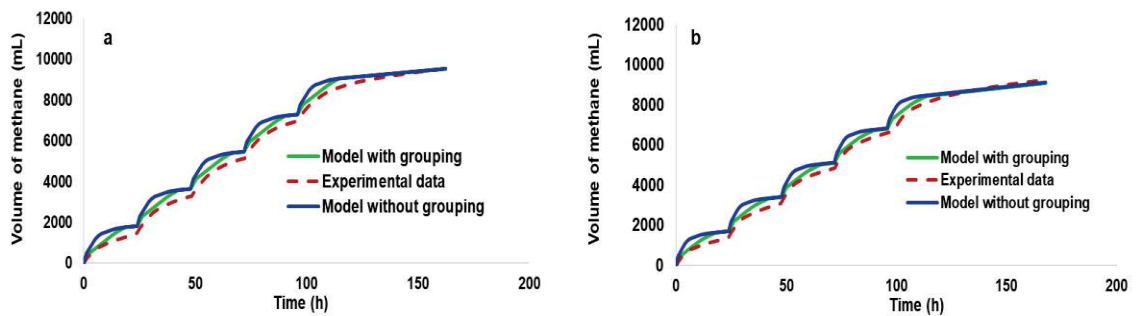 a
Volume of methane (mL)
12000
10000
8000
6000
4000
2000
0
0 50 100 150 200
Time (h)
Model with grouping
Experimental data
Model without grouping
b
Volume of methane (mL)
12000
10000
8000
6000
4000
2000
0
0 50 100 150 200
Time (h)
Model with grouping
Experimental data
Model without grouping